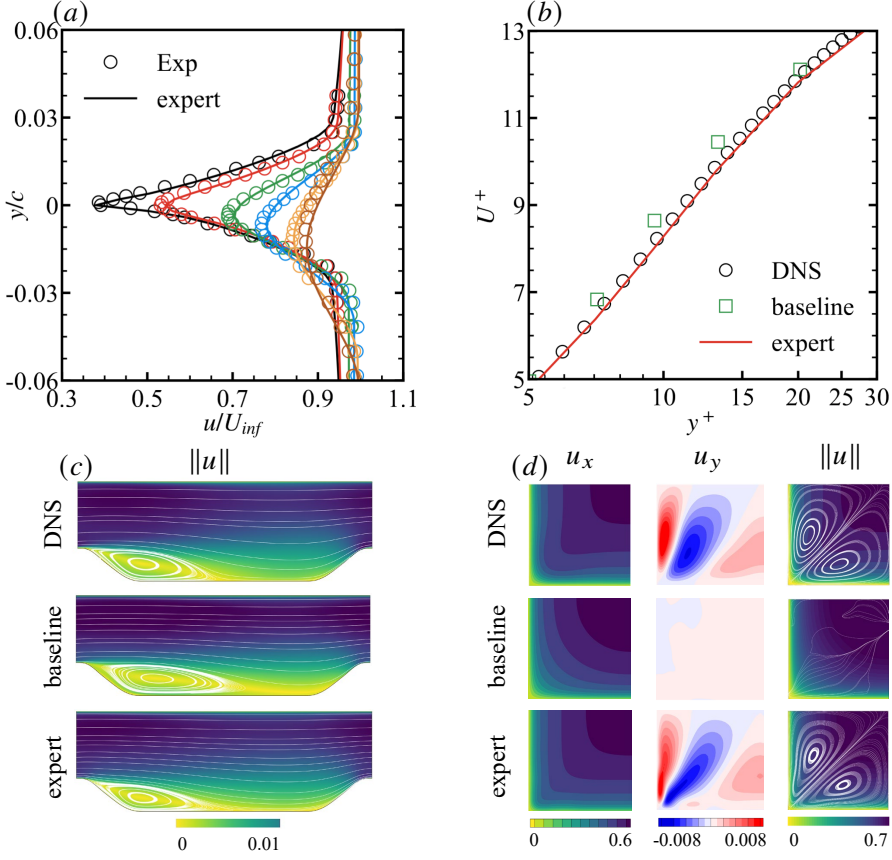 (a)
0.06
0.03
0
-0.03
-0.06
y/c
Exp
expert
0.3 0.5 0.7 0.9 1.1
u/U_inf
(b)
13
11
9
7
5
U+
DNS
baseline
expert
5 10 15 20 30
y+
(c)
||u||
DNS
baseline
expert
0 0.01
(d)
u_x u_y ||u||
DNS
baseline
expert
0 0.6 -0.008 0.008 0 0.7